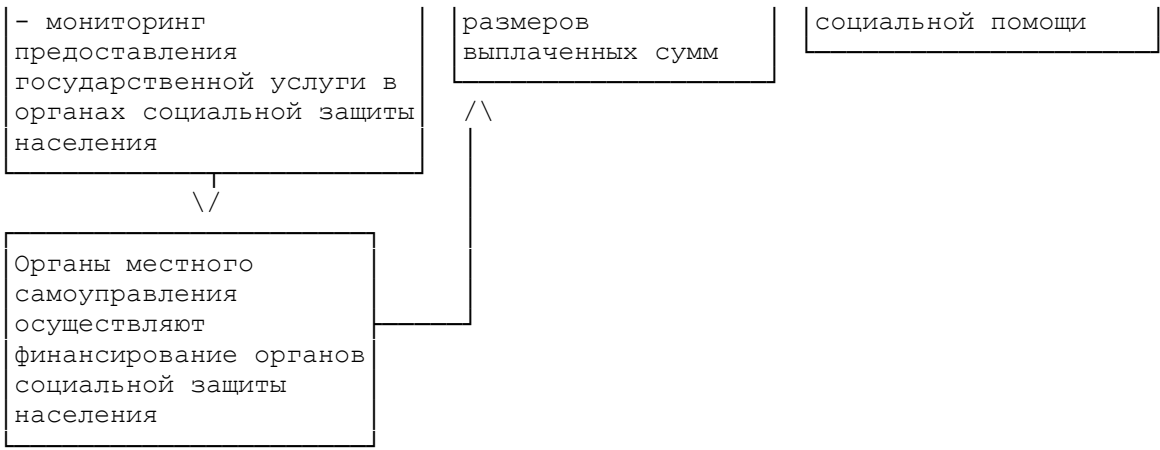 - мониторинг
предоставления
государственной услуги в
органах социальной защиты
населения
размеров
выплаченных сумм
социальной помощи
/\
\/
Органы местного
самоуправления
осуществляют
финансирование органов
социальной защиты
населения